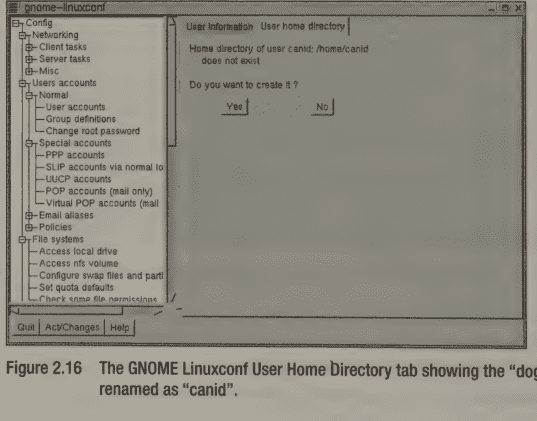 gnome-linuxconf
Config
Networking
Client tasks
Server tasks
Misc
Users accounts
Normal
User accounts
Group definitions
Change root password
Special accounts
PPP accounts
SLIP accounts via normal lo
UUCP accounts
POP accounts (mail only)
Virtual POP accounts (mail
Email aliases
Policies
File systems
Access local drive
Access nfs volume
Configure swap files and parti
Set quota defaults
Check some file permissions
User information User home directory
Home directory of user canid: /home/canid
does not exist
Do you want to create it ?
Yes No
Quit Act/Changes Help
Figure 2.16 The GNOME Linuxconf User Home Directory tab showing the "dog
renamed as "canid".